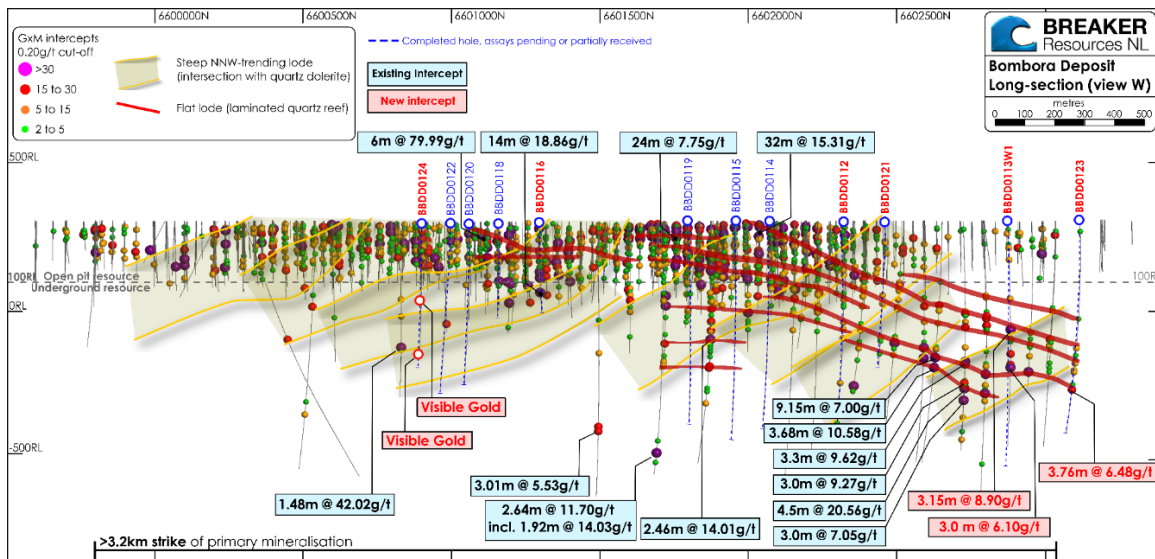 6600000N
6600500N
6601000N
6601500N
6602000N
6602500N
GxM intercepts
0.20g/t cut-off
>30
15 to 30
5 to 15
2 to 5
Steep NNW-trending lode
(intersection with quartz dolerite)
Flat lode (laminated quartz reef)
Completed hole, assays pending or partially received
Existing Intercept
New intercept
BREAKER
Resources NL
Bombora Deposit
Long-section (view W)
metres
0 100 200 300 400 500
6m @ 79.99g/t
14m @ 18.86g/t
24m @ 7.75g/t
32m @ 15.31g/t
500RL
BBDD0124
BBDD0122
BBDD0120
BBDD0118
BBDD0116
BBDD0119
BBDD0115
BBDD0114
BBDD0112
BBDD0121
BBDD0113W1
BBDD0123
100RL
Open pit resource
Underground resource
100R
0RL
Visible Gold
Visible Gold
9.15m @ 7.00g/t
3.68m @ 10.58g/t
3.3m @ 9.62g/t
3.0m @ 9.27g/t
4.5m @ 20.56g/t
3.0m @ 7.05g/t
-500RL
3.76m @ 6.48g/t
3.15m @ 8.90g/t
3.0 m @ 6.10g/t
1.48m @ 42.02g/t
3.01m @ 5.53g/t
2.64m @ 11.70g/t
incl. 1.92m @ 14.03g/t
2.46m @ 14.01g/t
>3.2km strike of primary mineralisation